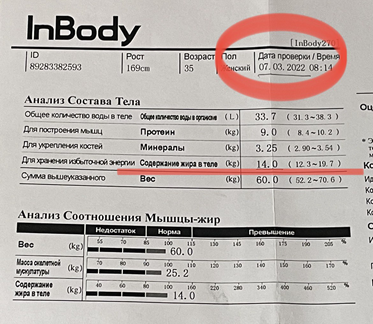 InBody
[InBody270
ID Рост Возраст Пол Дата проверки / Время
89283382593 169cm 35 Женский 07. 03. 2022 08:14
Анализ Состава Тела
Общее количество воды в теле Общее количество воды в организме (L) 33.7 ( 31.3~38.3 )
Для построения мышц Протеин (kg) 9.0 ( 8.4~10.2 )
Для укрепления костей Минералы (kg) 3.25 ( 2.90~3.54 )
Для хранения избыточной энергии Содержание жира в теле (kg) 14.0 ( 12.3~19.7 )
Сумма вышеуказанного Вес (kg) 60.0 ( 52.2~70.6 )
Анализ Соотношения Мышцы-жир
Недостаток Норма Превышение
Вес (kg) 55 70 85 100 115 130 145 160 175 190 205 %
60.0
Масса скелетной мускулатуры (kg) 70 80 90 100 110 120 130 140 150 160 170 %
25.2
Содержание жира в теле (kg) 40 60 80 100 160 220 280 340 400 460 520 %
14.0